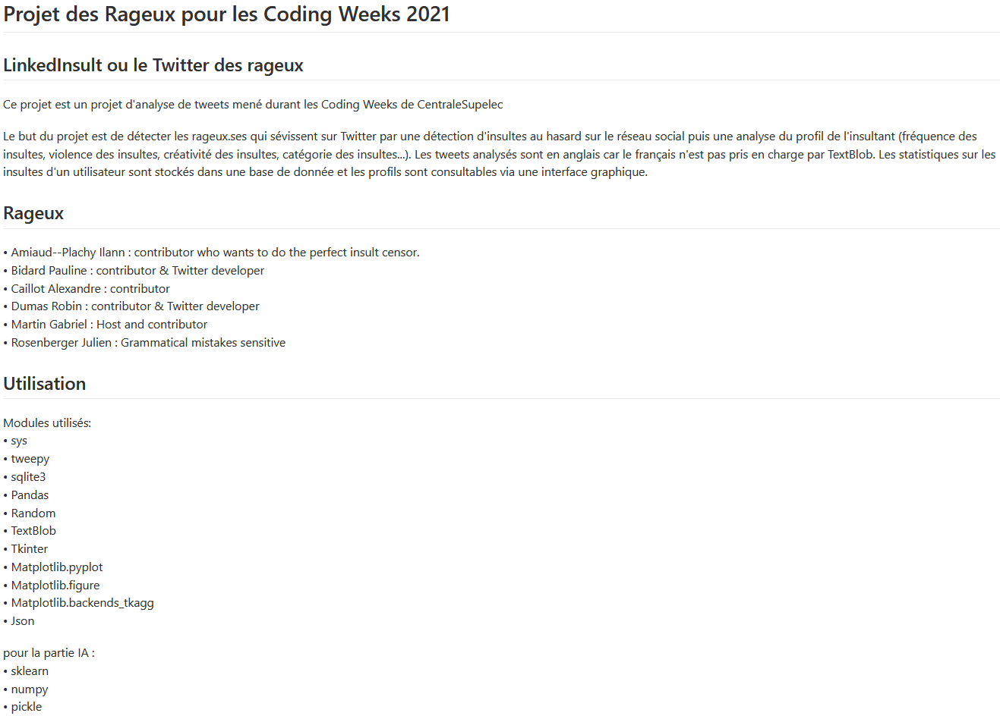 Projet des Rageux pour les Coding Weeks 2021
LinkedInsult ou le Twitter des rageux
Ce projet est un projet d'analyse de tweets mené durant les Coding Weeks de CentraleSupelec
Le but du projet est de détecter les rageux.ses qui sévissent sur Twitter par une détection d'insultes au hasard sur le réseau social puis une analyse du profil de l'insultant (fréquence des
insultes, violence des insultes, créativité des insultes, catégorie des insultes...). Les tweets analysés sont en anglais car le français n'est pas pris en charge par TextBlob. Les statistiques sur les
insultes d'un utilisateur sont stockés dans une base de donnée et les profils sont consultables via une interface graphique.
Rageux
• Amiaud--Plachy Ilann : contributor who wants to do the perfect insult censor.
• Bidard Pauline : contributor & Twitter developer
• Caillot Alexandre : contributor
• Dumas Robin : contributor & Twitter developer
• Martin Gabriel : Host and contributor
• Rosenberger Julien : Grammatical mistakes sensitive
Utilisation
Modules utilisés:
• sys
• tweepy
• sqlite3
• Pandas
• Random
• TextBlob
• Tkinter
• Matplotlib.pyplot
• Matplotlib.figure
• Matplotlib.backends_tkagg
• Json
pour la partie IA :
• sklearn
• numpy
• pickle